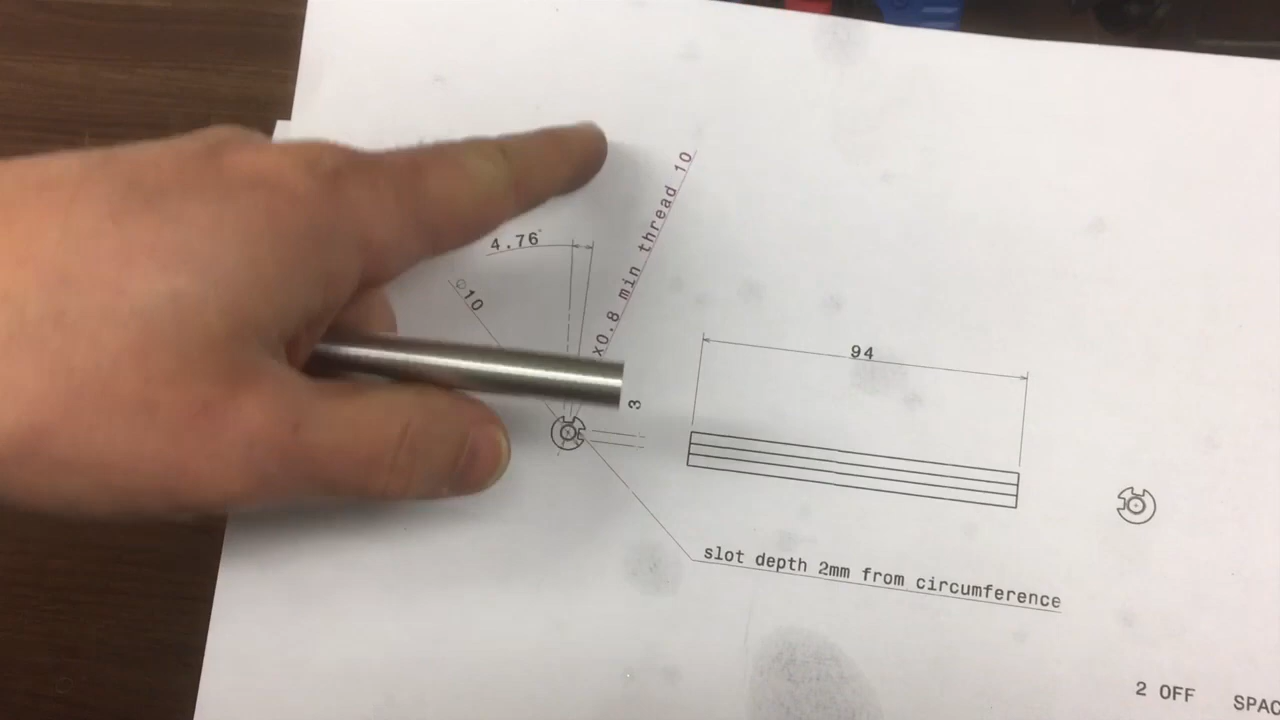 4.76°
⌀10
x0.8 min thread 10
94
3
slot depth 2mm from circumference
2 OFF